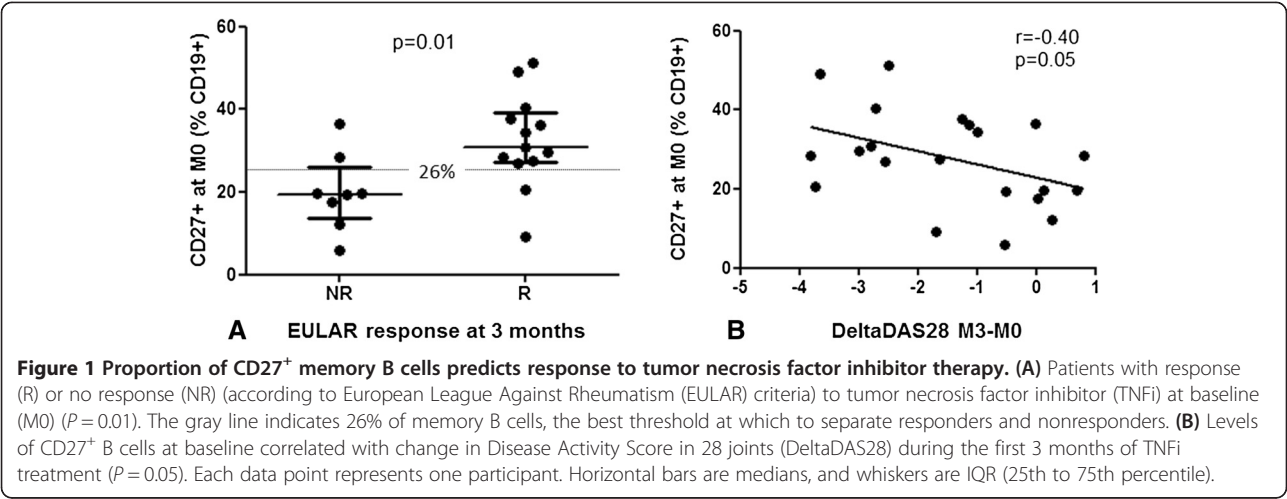 60
40
20
0
CD27+ at M0 (% CD19+)
p=0.01
26%
NR
R
A EULAR response at 3 months
60
40
20
0
CD27+ at M0 (% CD19+)
r=-0.40
p=0.05
-5 -4 -3 -2 -1 0 1
B DeltaDAS28 M3-M0
Figure 1 Proportion of CD27⁺ memory B cells predicts response to tumor necrosis factor inhibitor therapy. (A) Patients with response
(R) or no response (NR) (according to European League Against Rheumatism (EULAR) criteria) to tumor necrosis factor inhibitor (TNFi) at baseline
(M0) (P = 0.01). The gray line indicates 26% of memory B cells, the best threshold at which to separate responders and nonresponders. (B) Levels
of CD27⁺ B cells at baseline correlated with change in Disease Activity Score in 28 joints (DeltaDAS28) during the first 3 months of TNFi
treatment (P = 0.05). Each data point represents one participant. Horizontal bars are medians, and whiskers are IQR (25th to 75th percentile).